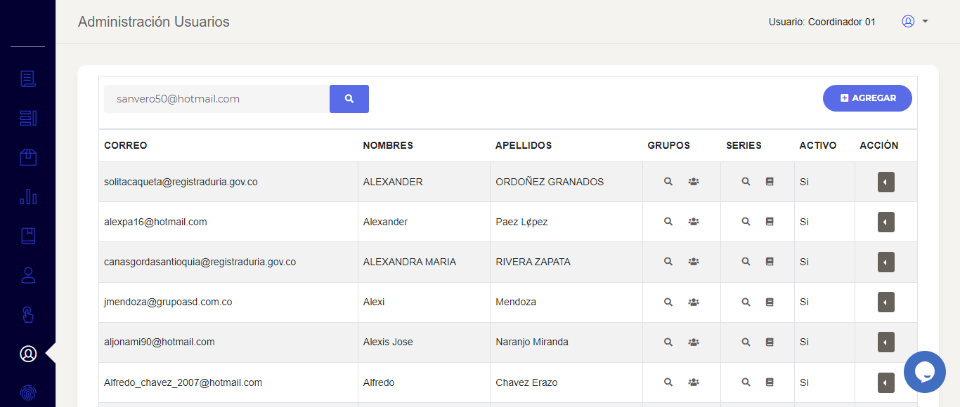 Administración Usuarios
Usuario: Coordinador 01
sanvero50@hotmail.com
AGREGAR
CORREO NOMBRES APELLIDOS GRUPOS SERIES ACTIVO ACCIÓN
solitacaqueta@registraduria.gov.co ALEXANDER ORDOÑEZ GRANADOS Si
alexpa16@hotmail.com Alexander Paez L¢pez Si
canasgordasantioquia@registraduria.gov.co ALEXANDRA MARIA RIVERA ZAPATA Si
jmendoza@grupoasd.com.co Alexi Mendoza Si
aljonami90@hotmail.com Alexis Jose Naranjo Miranda Si
Alfredo_chavez_2007@hotmail.com Alfredo Chavez Erazo Si